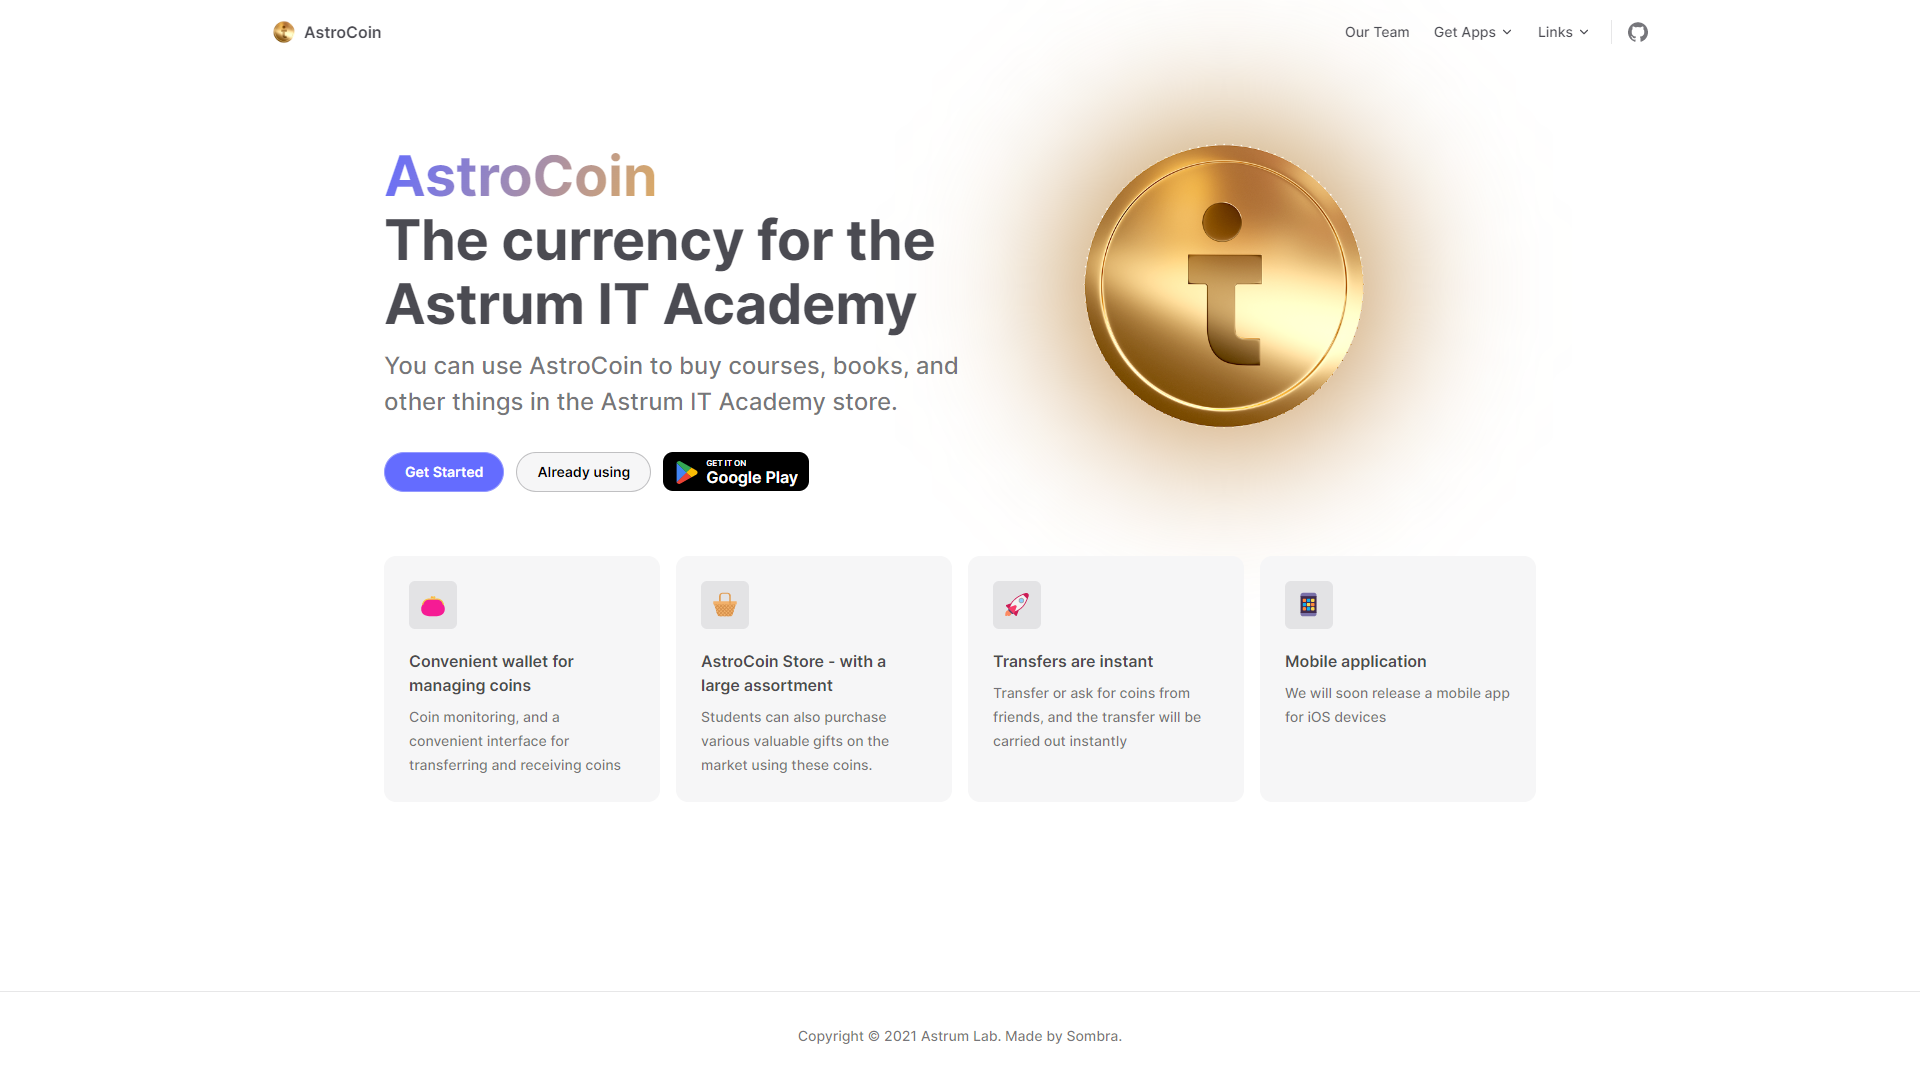 AstroCoin
Our Team
Get Apps
Links
AstroCoin
The currency for the
Astrum IT Academy
You can use AstroCoin to buy courses, books, and
other things in the Astrum IT Academy store.
Get Started
Already using
GET IT ON
Google Play
Convenient wallet for
managing coins
Coin monitoring, and a
convenient interface for
transferring and receiving coins
AstroCoin Store - with a
large assortment
Students can also purchase
various valuable gifts on the
market using these coins.
Transfers are instant
Transfer or ask for coins from
friends, and the transfer will be
carried out instantly
Mobile application
We will soon release a mobile app
for iOS devices
Copyright © 2021 Astrum Lab. Made by Sombra.